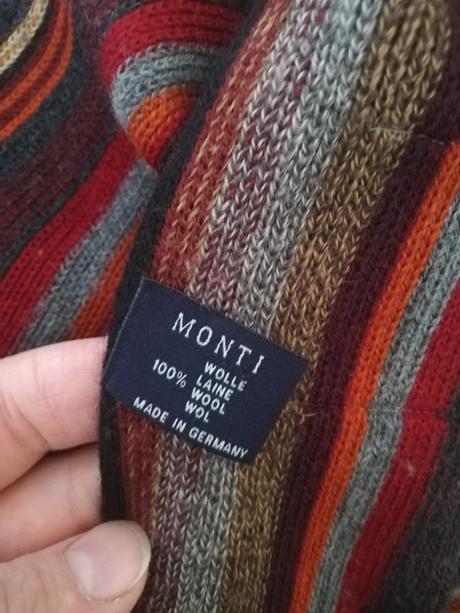 MONTI
WOLLE
100% LAINE
WOOL
WOL
MADE IN GERMANY